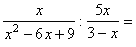 x/(x² − 6x + 9) : 5x/(3 − x) =